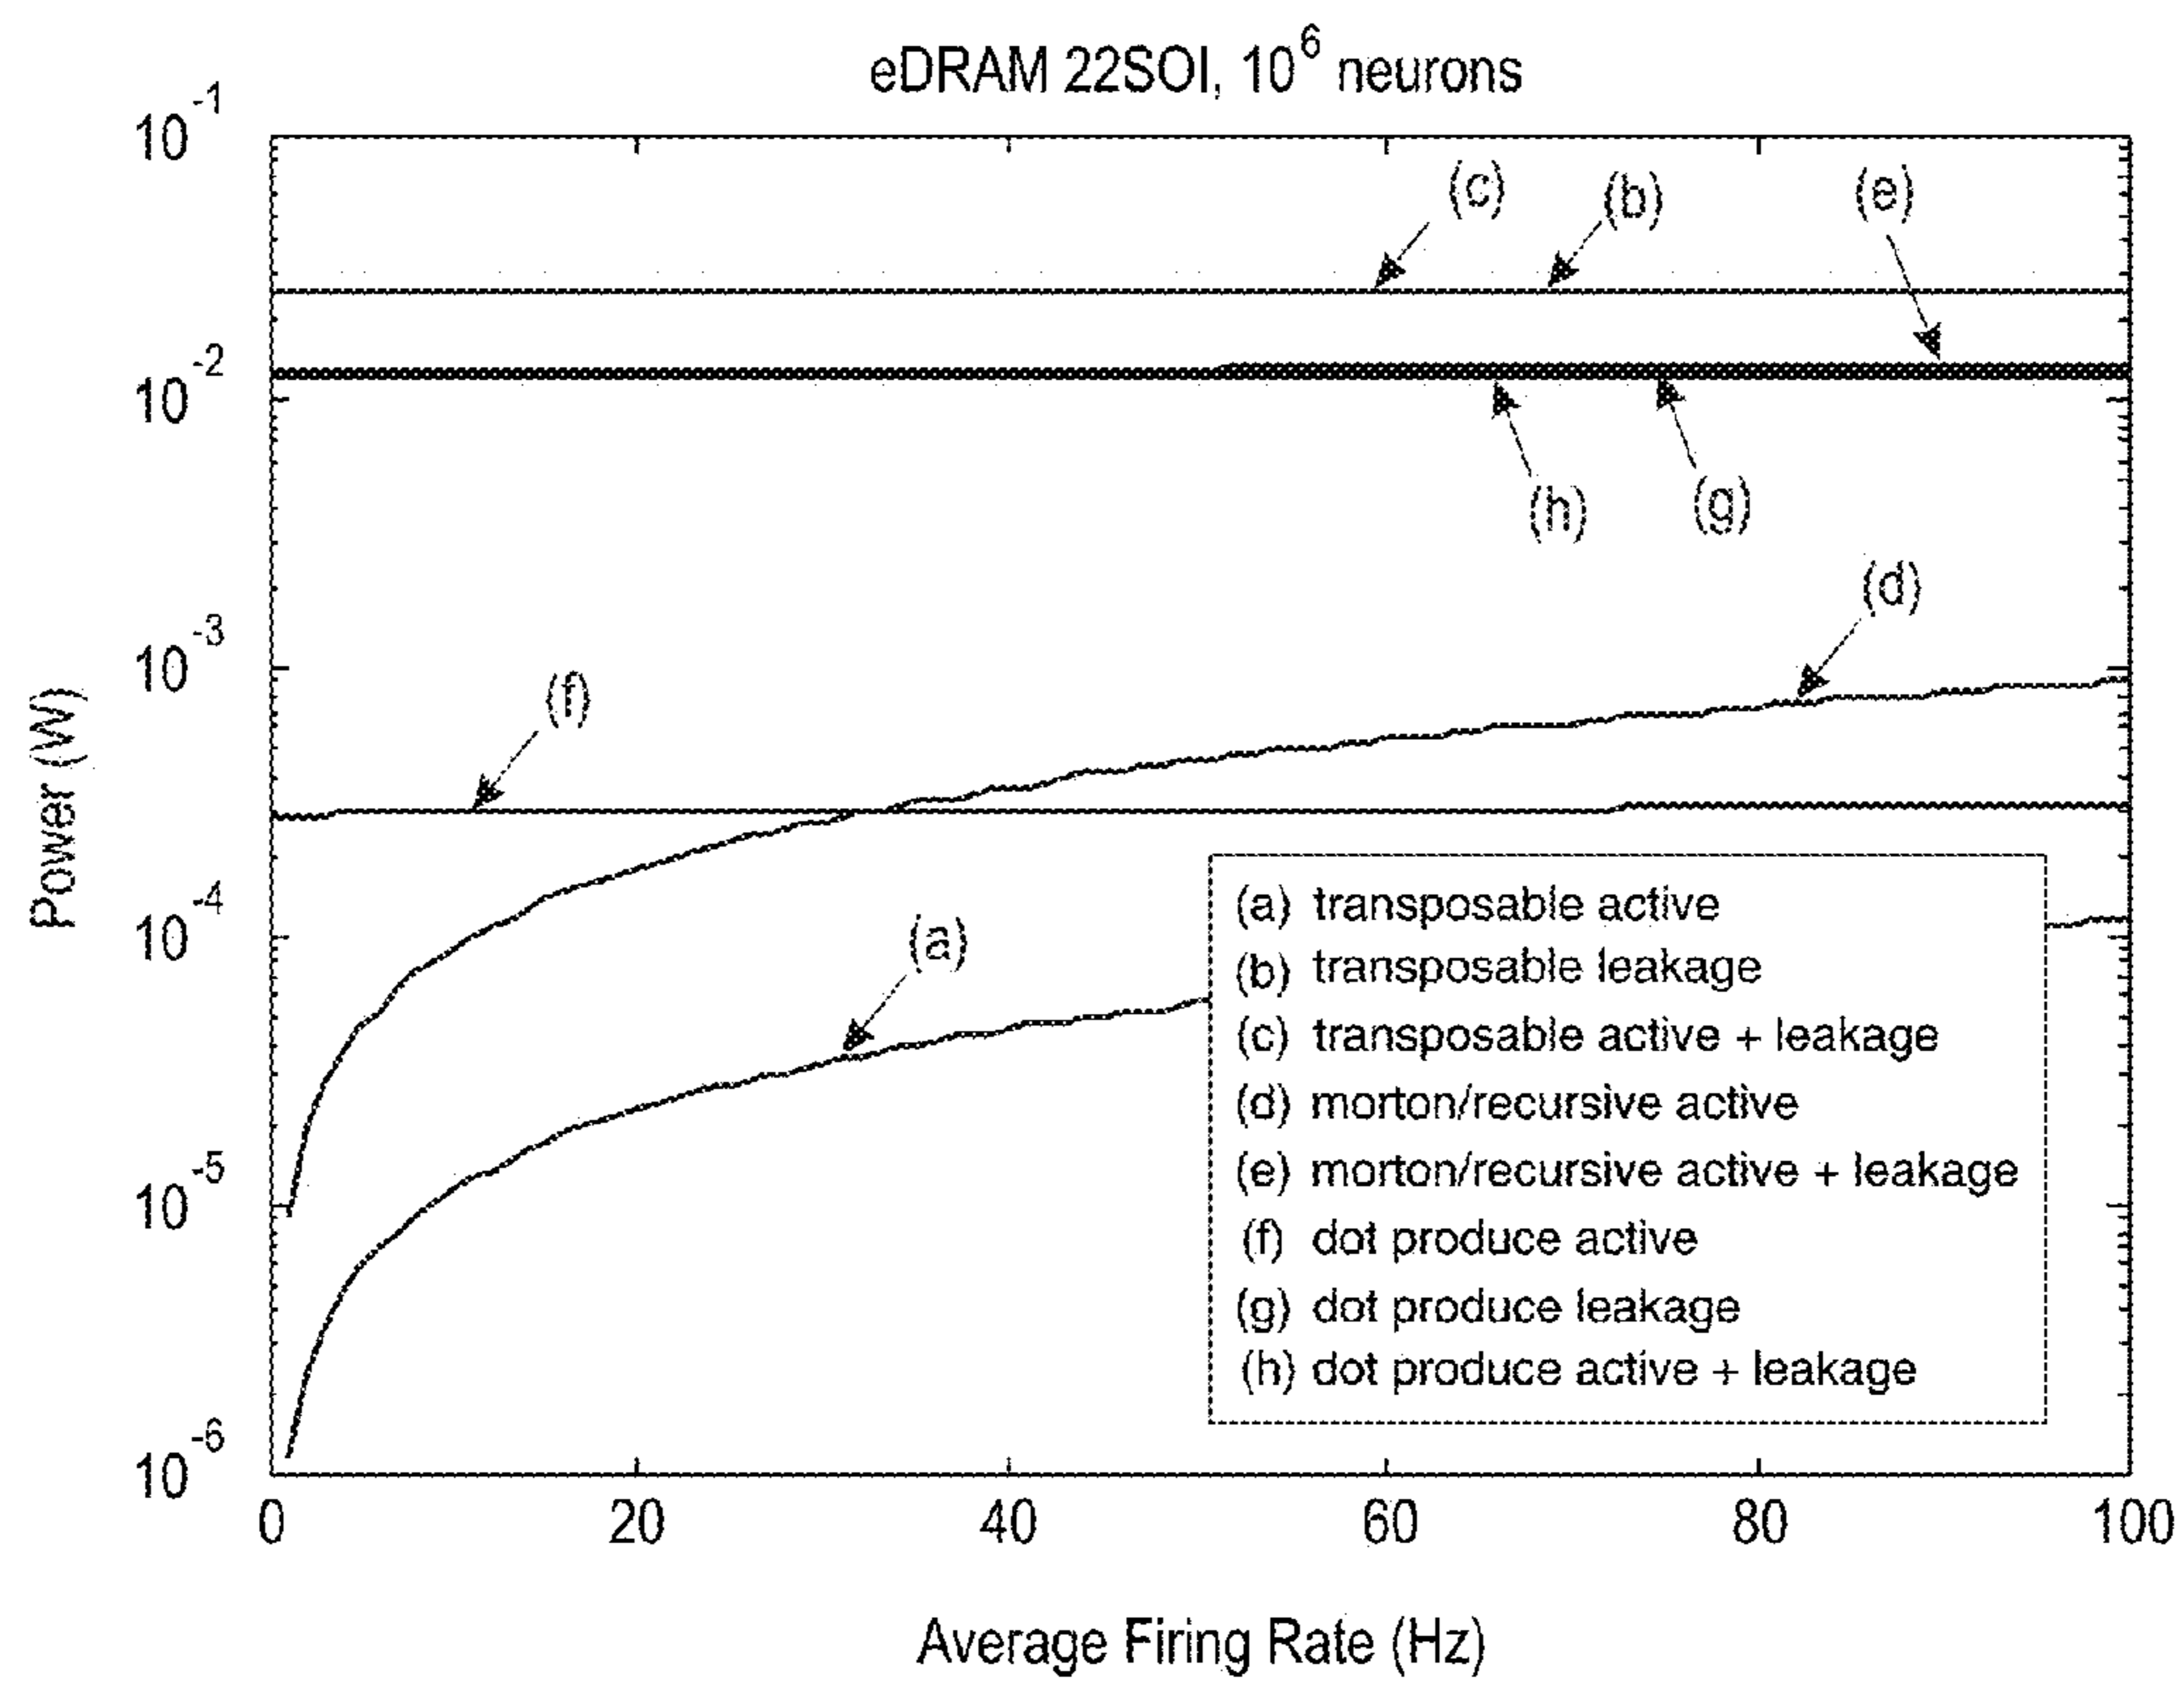 eDRAM 22SOI, 10^6 neurons
10^-1
(c) (b) (e)
10^-2
(h) (g)
(d)
10^-3
(f)
Power (W)
10^-4
(a)
(a) transposable active
(b) transposable leakage
(c) transposable active + leakage
(d) morton/recursive active
(e) morton/recursive active + leakage
(f) dot produce active
(g) dot produce leakage
(h) dot produce active + leakage
10^-5
10^-6
0 20 40 60 80 100
Average Firing Rate (Hz)